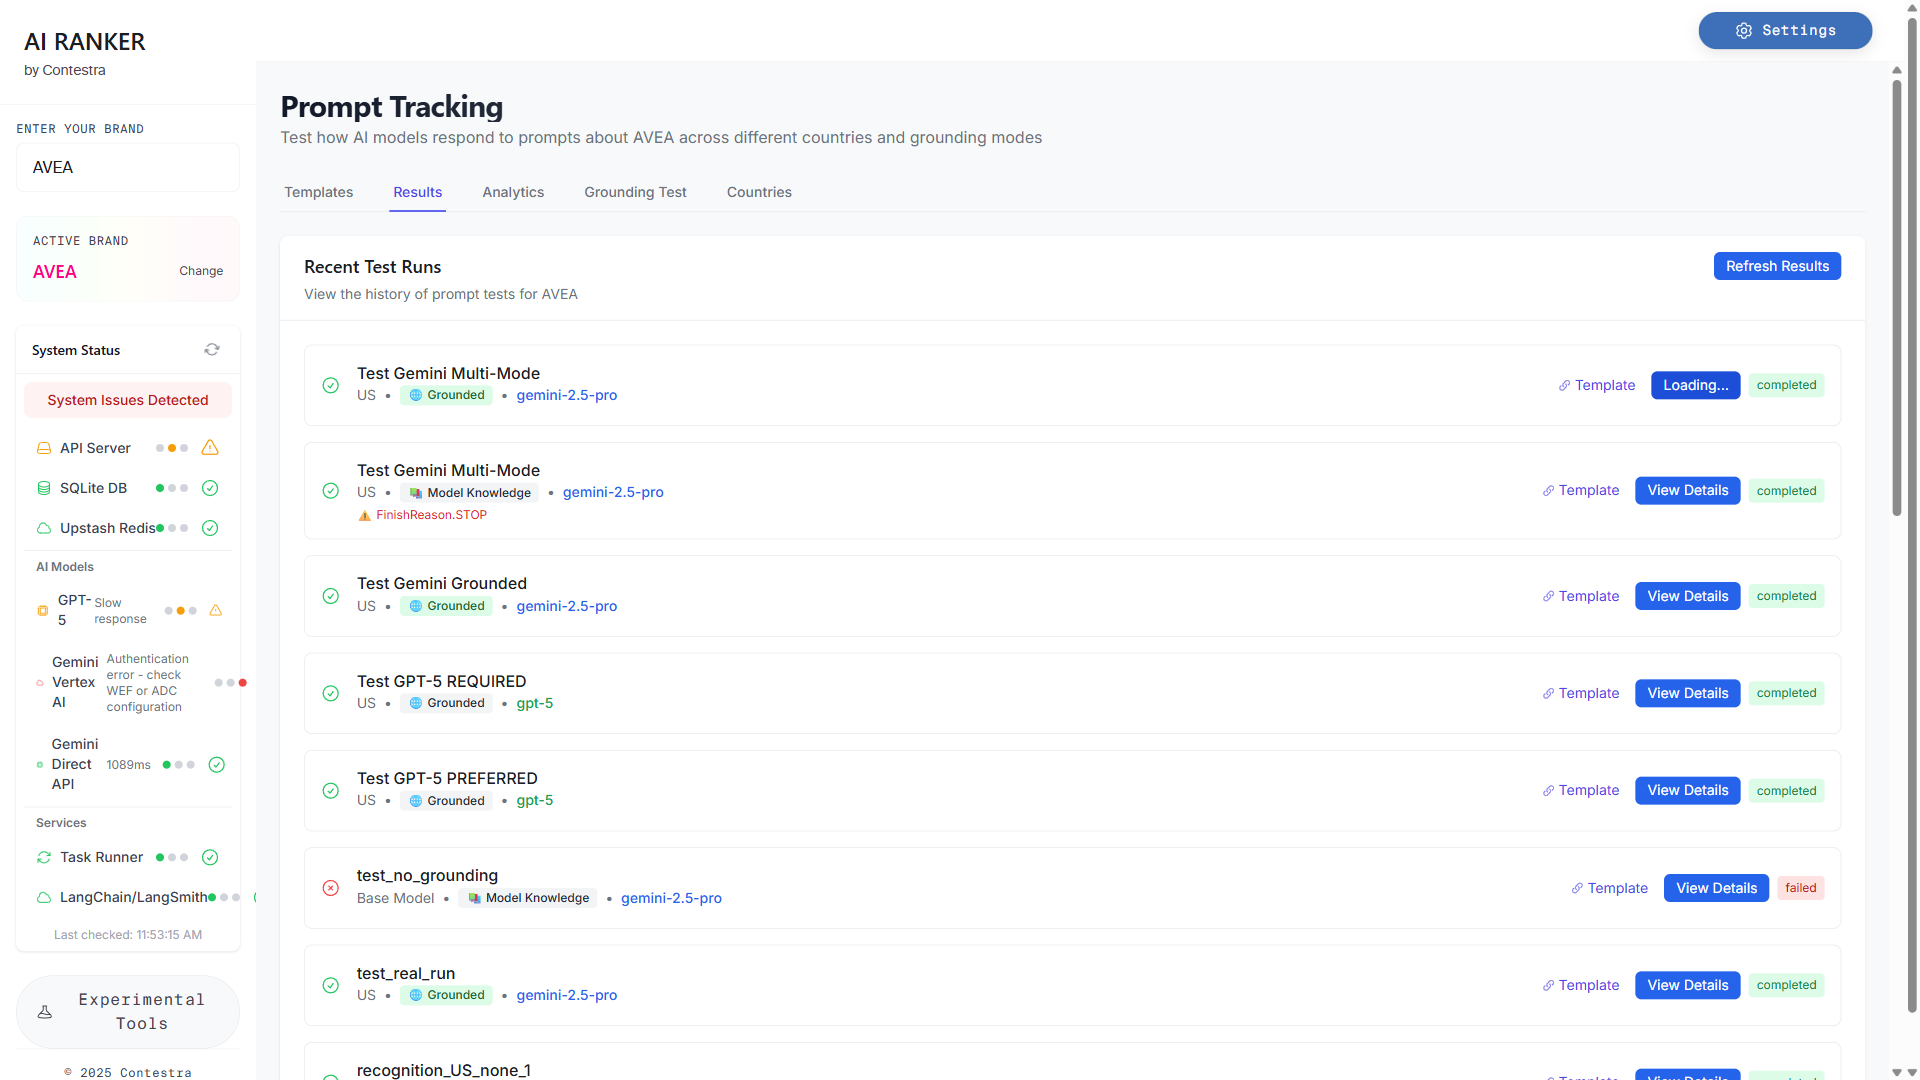 AI RANKER
by Contestra
ENTER YOUR BRAND
AVEA
ACTIVE BRAND
AVEA
Change
System Status
System Issues Detected
API Server
SQLite DB
Upstash Redis
AI Models
GPT-
5
Slow
response
Gemini
Vertex
AI
Authentication
error - check
WEF or ADC
configuration
Gemini
Direct
API
1089ms
Services
Task Runner
LangChain/LangSmith
Last checked: 11:53:15 AM
Experimental
Tools
© 2025 Contestra
Settings
Prompt Tracking
Test how AI models respond to prompts about AVEA across different countries and grounding modes
Templates Results Analytics Grounding Test Countries
Recent Test Runs
Refresh Results
View the history of prompt tests for AVEA
Test Gemini Multi-Mode
US • Grounded • gemini-2.5-pro
Template Loading... completed
Test Gemini Multi-Mode
US • Model Knowledge • gemini-2.5-pro
FinishReason.STOP
Template View Details completed
Test Gemini Grounded
US • Grounded • gemini-2.5-pro
Template View Details completed
Test GPT-5 REQUIRED
US • Grounded • gpt-5
Template View Details completed
Test GPT-5 PREFERRED
US • Grounded • gpt-5
Template View Details completed
test_no_grounding
Base Model • Model Knowledge • gemini-2.5-pro
Template View Details failed
test_real_run
US • Grounded • gemini-2.5-pro
Template View Details completed
recognition_US_none_1
Template View Details completed